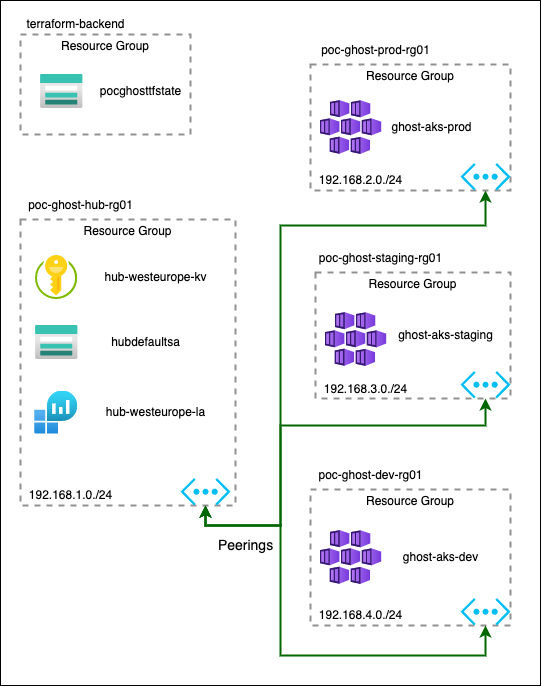 terraform-backend
Resource Group
pocghosttfstate
poc-ghost-hub-rg01
Resource Group
hub-westeurope-kv
hubdefaultsa
hub-westeurope-la
192.168.1.0./24
Peerings
poc-ghost-prod-rg01
Resource Group
ghost-aks-prod
192.168.2.0./24
poc-ghost-staging-rg01
Resource Group
ghost-aks-staging
192.168.3.0./24
poc-ghost-dev-rg01
Resource Group
ghost-aks-dev
192.168.4.0./24